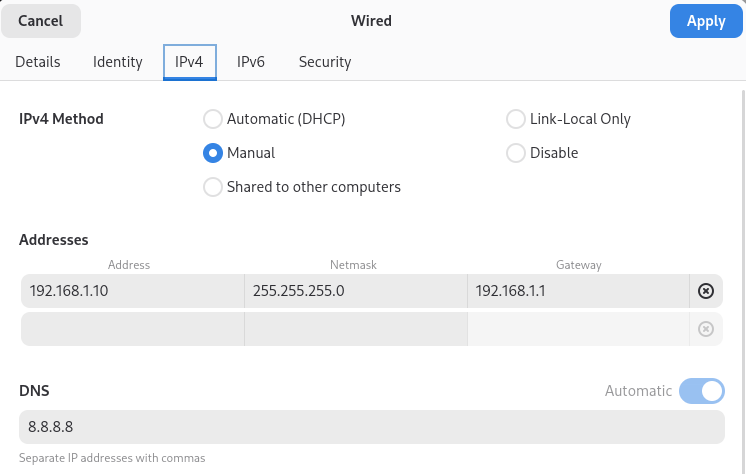 Cancel Wired Apply
Details Identity IPv4 IPv6 Security
IPv4 Method Automatic (DHCP) Link-Local Only
Manual Disable
Shared to other computers
Addresses
Address Netmask Gateway
192.168.1.10 255.255.255.0 192.168.1.1
DNS Automatic
8.8.8.8
Separate IP addresses with commas